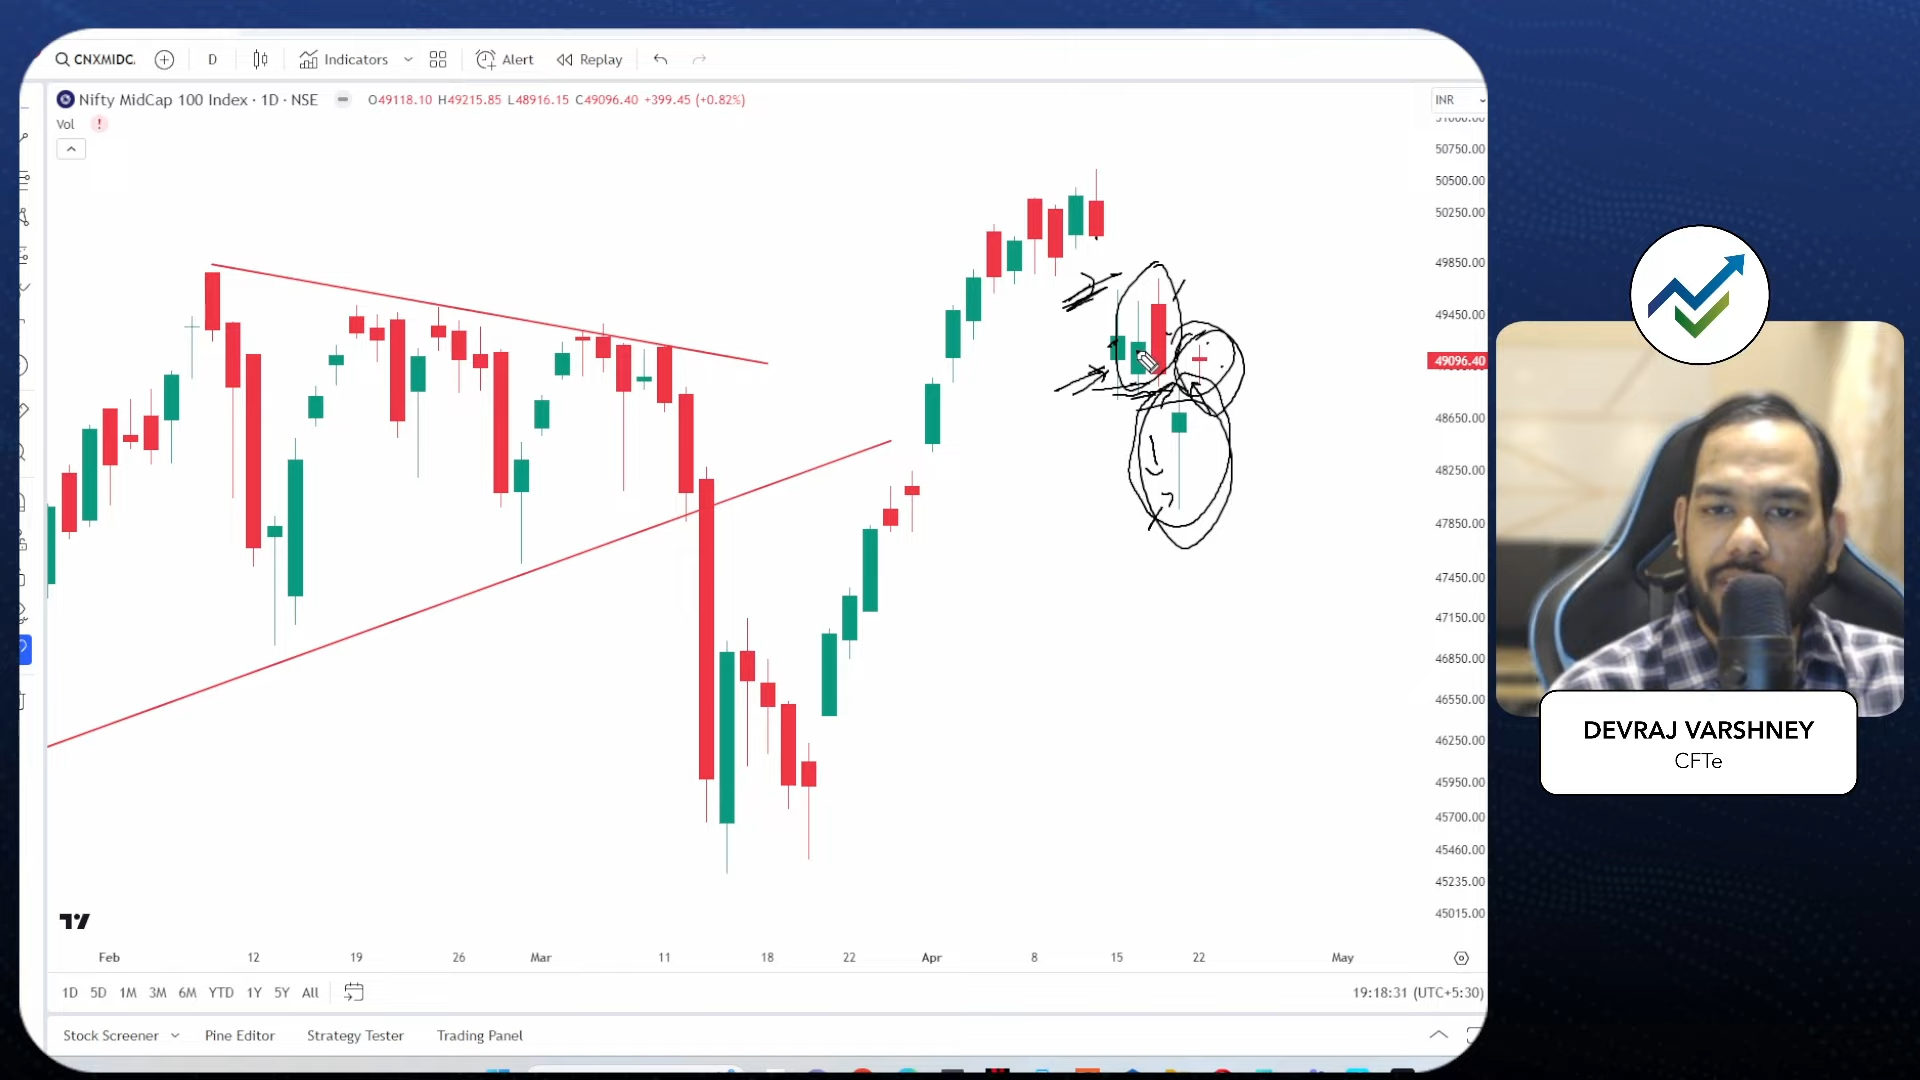 CNXMIDC.
D
Indicators
Alert
Replay
Nifty MidCap 100 Index · 1D · NSE
O49118.10 H49215.85 L48916.15 C49096.40 +399.45 (+0.82%)
Vol
!
INR
50750.00
50500.00
50250.00
49850.00
49450.00
49096.40
48650.00
48250.00
47850.00
47450.00
47150.00
46850.00
46550.00
46250.00
45950.00
45700.00
45460.00
45235.00
45015.00
Feb 12 19 26 Mar 11 18 22 Apr 8 15 22 May
1D 5D 1M 3M 6M YTD 1Y 5Y All
19:18:31 (UTC+5:30)
Stock Screener
Pine Editor
Strategy Tester
Trading Panel
DEVRAJ VARSHNEY
CFTe